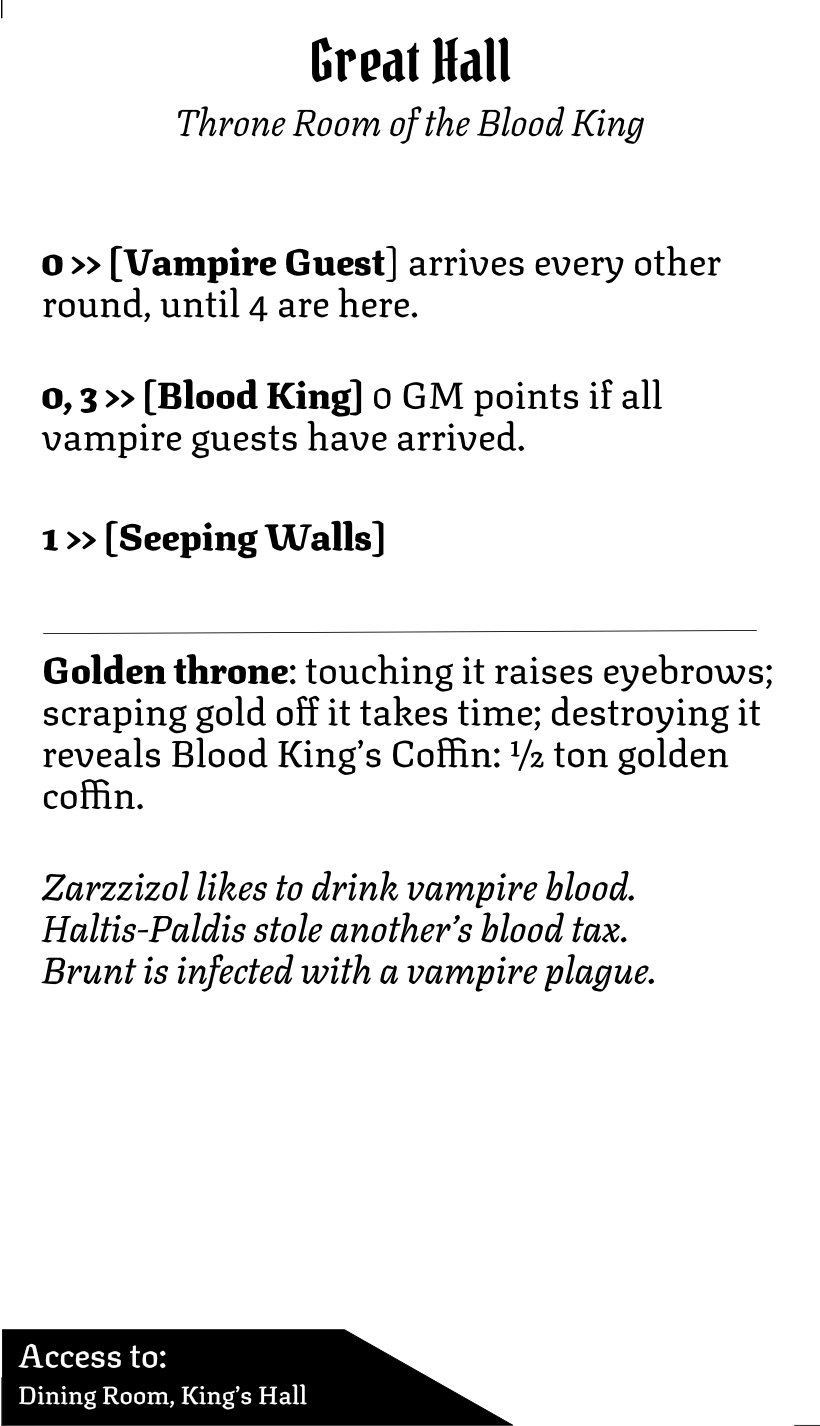 Great Hall
Throne Room of the Blood King
0 >> [Vampire Guest] arrives every other
round, until 4 are here.
0, 3 >> [Blood King] 0 GM points if all
vampire guests have arrived.
1 >> [Seeping Walls]
Golden throne: touching it raises eyebrows;
scraping gold off it takes time; destroying it
reveals Blood King’s Coffin: ½ ton golden
coffin.
Zarzzizol likes to drink vampire blood.
Haltis-Paldis stole another’s blood tax.
Brunt is infected with a vampire plague.
Access to:
Dining Room, King’s Hall